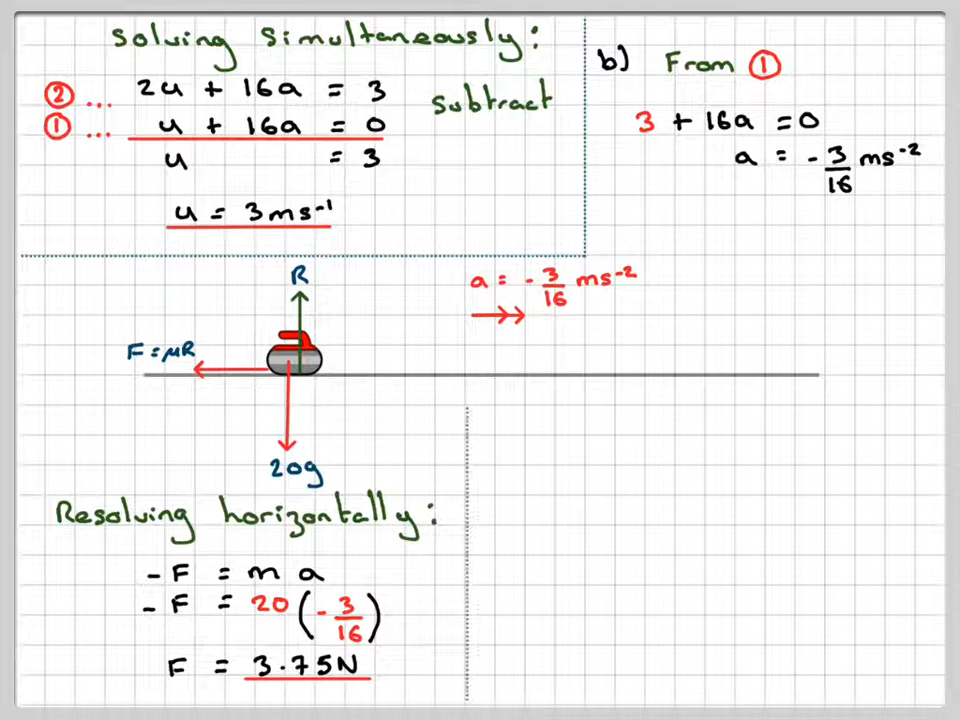 Solving Simultaneously:
② ... 2u + 16a = 3
Subtract
① ... u + 16a = 0
u = 3
u = 3ms⁻¹
b) From ①
3 + 16a = 0
a = -3/16 ms⁻²
R
a = -3/16 ms⁻²
F = μR
20g
Resolving horizontally:
-F = ma
-F = 20(-3/16)
F = 3.75N